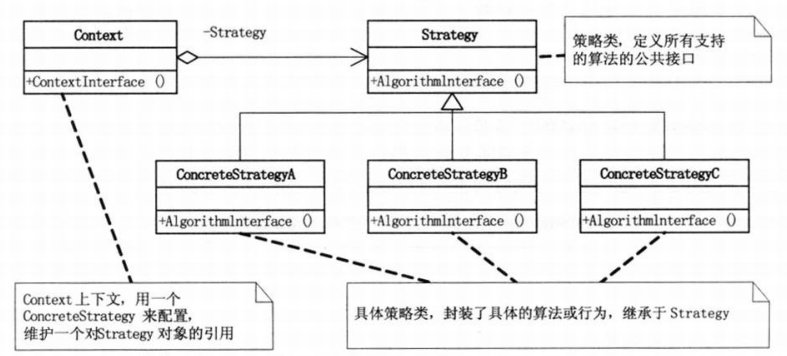 Context
-Strategy
Strategy
+ContextInterface ()
+AlgorithmInterface ()
策略类，定义所有支持
的算法的公共接口
ConcreteStrategyA
ConcreteStrategyB
ConcreteStrategyC
+AlgorithmInterface ()
+AlgorithmInterface ()
+AlgorithmInterface ()
Context 上下文，用一个
ConcreteStrategy 来配置，
维护一个对Strategy 对象的引用
具体策略类，封装了具体的算法或行为，继承于 Strategy